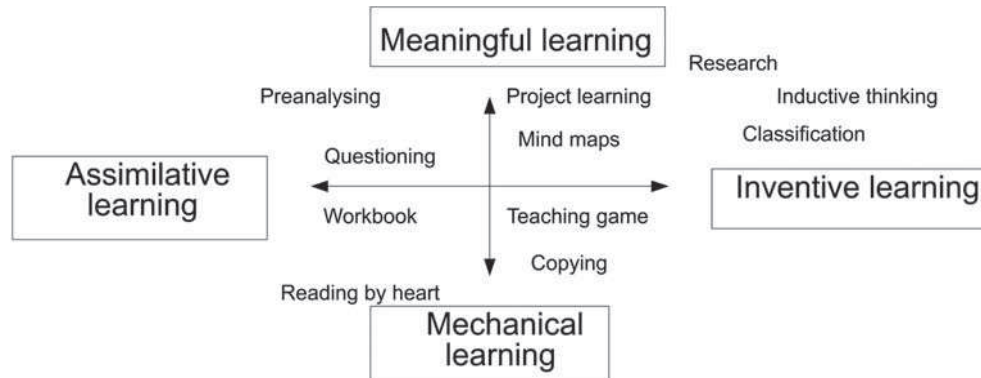 Meaningful learning
Research
Preanalysing
Project learning
Inductive thinking
Mind maps
Classification
Questioning
Assimilative
learning
Inventive learning
Workbook
Teaching game
Copying
Reading by heart
Mechanical
learning